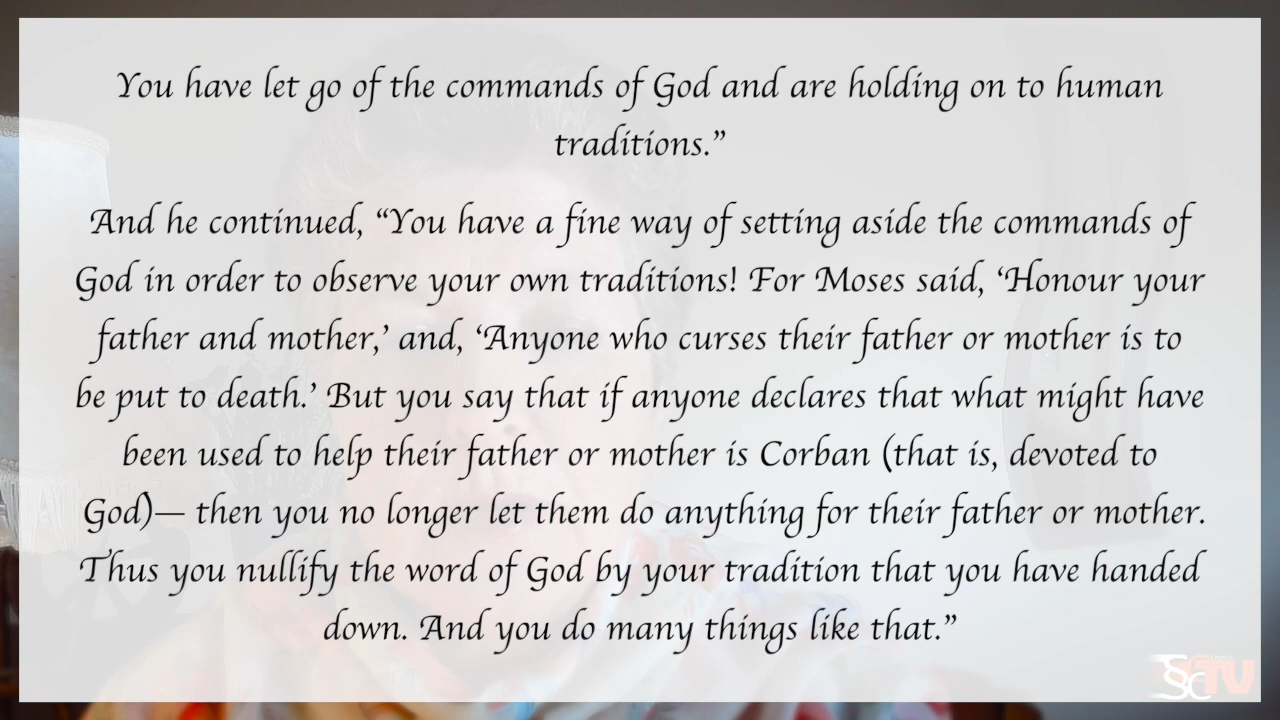 You have let go of the commands of God and are holding on to human
traditions.”
And he continued, “You have a fine way of setting aside the commands of
God in order to observe your own traditions! For Moses said, ‘Honour your
father and mother,’ and, ‘Anyone who curses their father or mother is to
be put to death.’ But you say that if anyone declares that what might have
been used to help their father or mother is Corban (that is, devoted to
God)— then you no longer let them do anything for their father or mother.
Thus you nullify the word of God by your tradition that you have handed
down. And you do many things like that.”